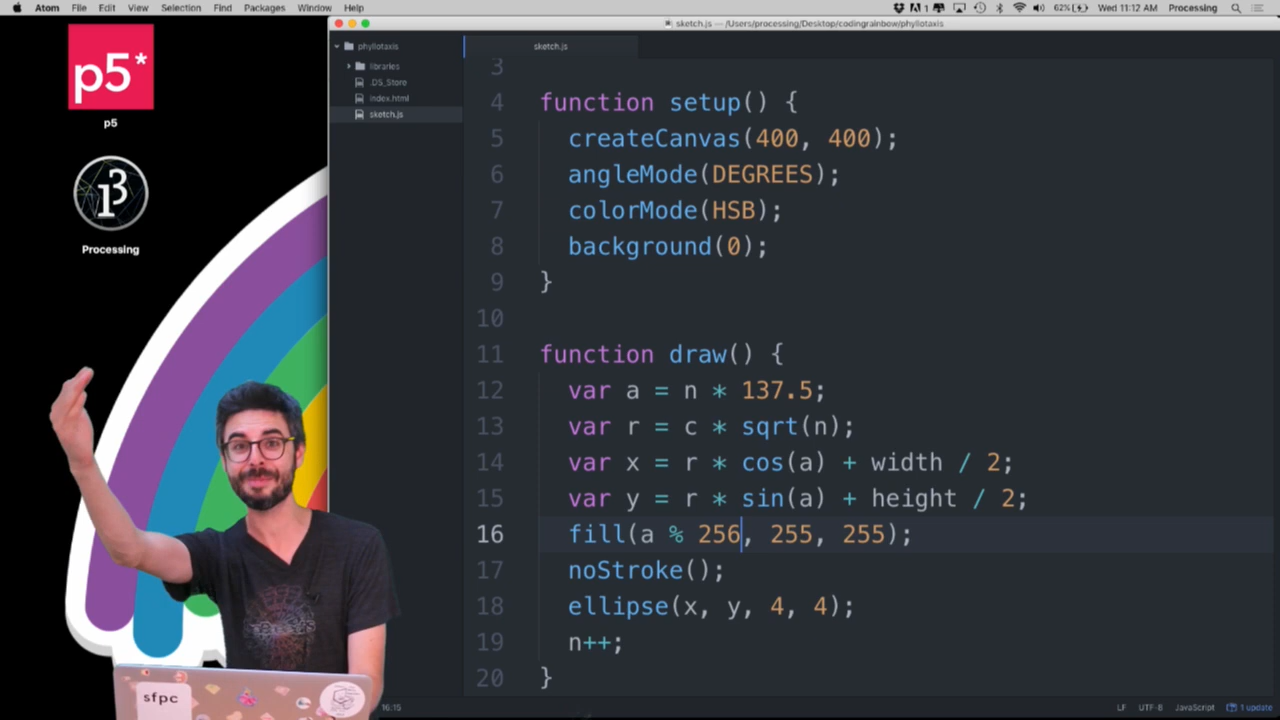 Atom File Edit View Selection Find Packages Window Help
1 62% Wed 11:12 AM Processing
sketch.js — /Users/processing/Desktop/codingrainbow/phyllotaxis
p5*
p5
Processing
phyllotaxis
libraries
.DS_Store
index.html
sketch.js
sketch.js
3
4 function setup() {
5 createCanvas(400, 400);
6 angleMode(DEGREES);
7 colorMode(HSB);
8 background(0);
9 }
10
11 function draw() {
12 var a = n * 137.5;
13 var r = c * sqrt(n);
14 var x = r * cos(a) + width / 2;
15 var y = r * sin(a) + height / 2;
16 fill(a % 256, 255, 255);
17 noStroke();
18 ellipse(x, y, 4, 4);
19 n++;
20 }
sfpc
16:15 LF UTF-8 JavaScript 1 update